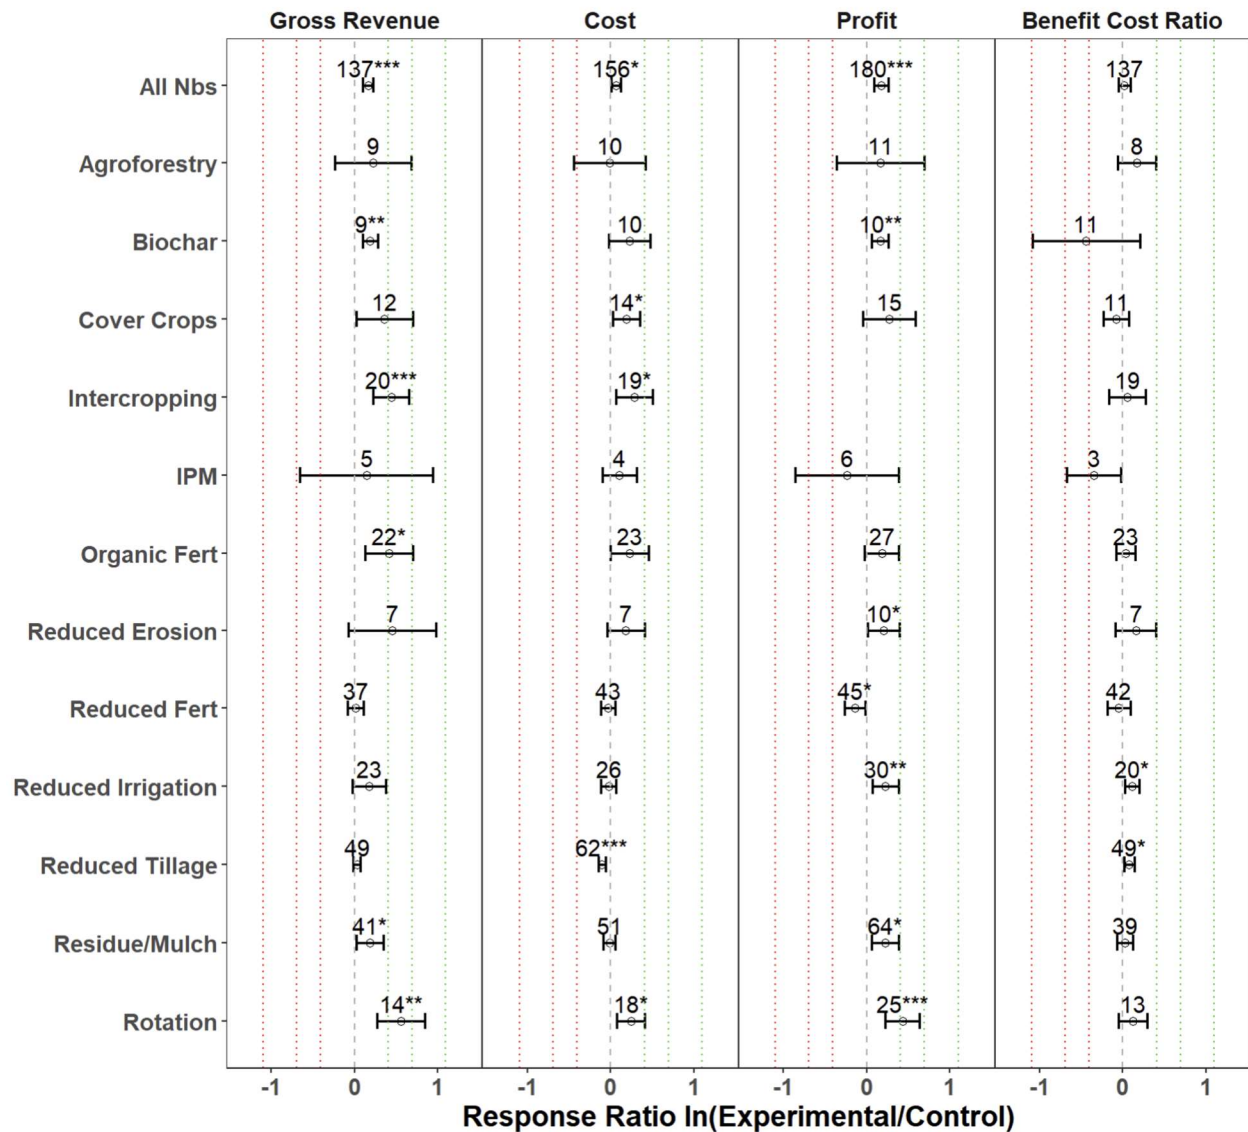 Gross Revenue Cost Profit Benefit Cost Ratio
All Nbs 137*** 156* 180*** 137
Agroforestry 9 10 11 8
Biochar 9** 10 10** 11
Cover Crops 12 14* 15 11
Intercropping 20*** 19* 19
IPM 5 4 6 3
Organic Fert 22* 23 27 23
Reduced Erosion 7 7 10* 7
Reduced Fert 37 43 45* 42
Reduced Irrigation 23 26 30** 20*
Reduced Tillage 49 62*** 49*
Residue/Mulch 41* 51 64* 39
Rotation 14** 18* 25*** 13
-1 0 1 -1 0 1 -1 0 1 -1 0 1
Response Ratio ln(Experimental/Control)